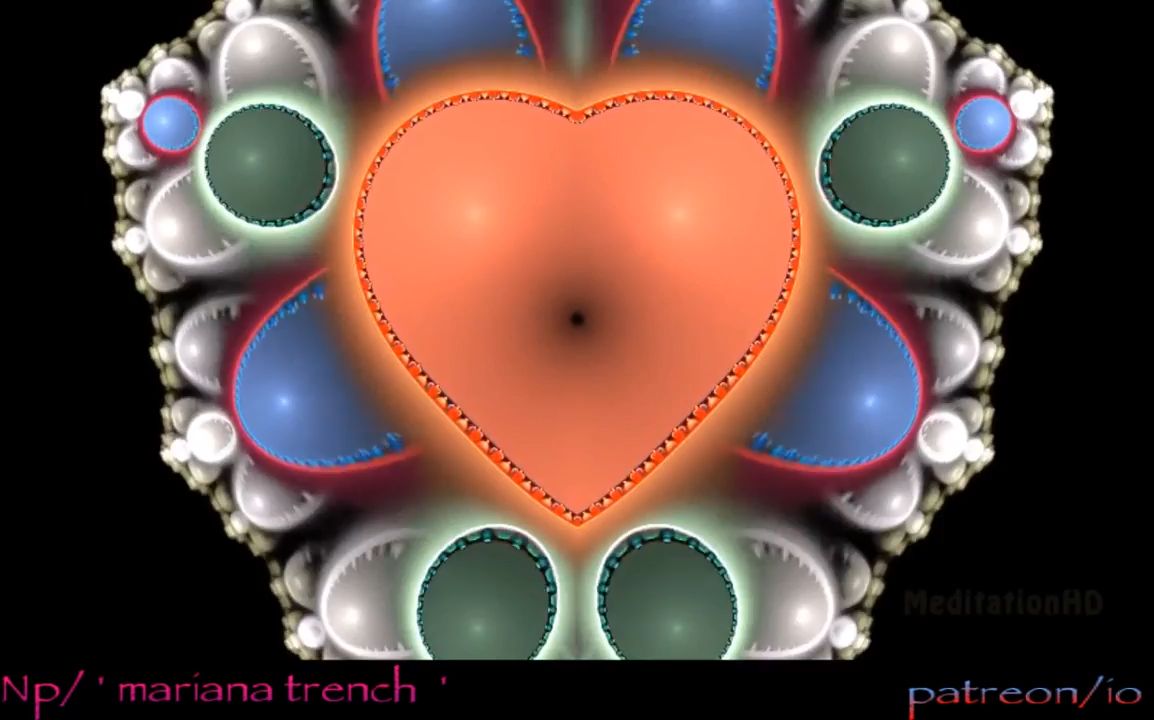 MeditationHD
Np/ ' mariana trench '
patreon/io